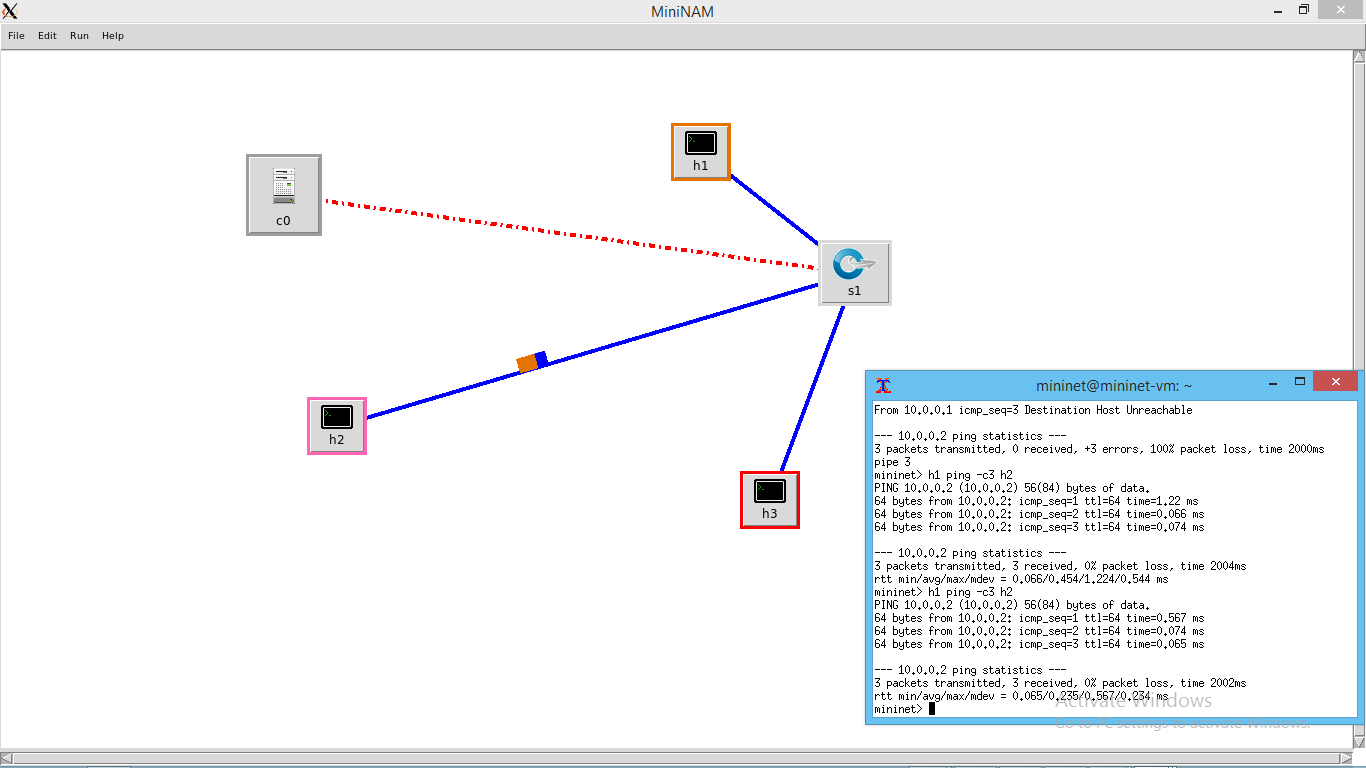 MiniNAM
File Edit Run Help
h1
c0
s1
h2
h3
mininet@mininet-vm: ~
From 10.0.0.1 icmp_seq=3 Destination Host Unreachable
--- 10.0.0.2 ping statistics ---
3 packets transmitted, 0 received, +3 errors, 100% packet loss, time 2000ms
pipe 3
mininet> h1 ping -c3 h2
PING 10.0.0.2 (10.0.0.2) 56(84) bytes of data.
64 bytes from 10.0.0.2: icmp_seq=1 ttl=64 time=1.22 ms
64 bytes from 10.0.0.2: icmp_seq=2 ttl=64 time=0.066 ms
64 bytes from 10.0.0.2: icmp_seq=3 ttl=64 time=0.074 ms
--- 10.0.0.2 ping statistics ---
3 packets transmitted, 3 received, 0% packet loss, time 2004ms
rtt min/avg/max/mdev = 0.066/0.454/1.224/0.544 ms
mininet> h1 ping -c3 h2
PING 10.0.0.2 (10.0.0.2) 56(84) bytes of data.
64 bytes from 10.0.0.2: icmp_seq=1 ttl=64 time=0.567 ms
64 bytes from 10.0.0.2: icmp_seq=2 ttl=64 time=0.074 ms
64 bytes from 10.0.0.2: icmp_seq=3 ttl=64 time=0.065 ms
--- 10.0.0.2 ping statistics ---
3 packets transmitted, 3 received, 0% packet loss, time 2002ms
rtt min/avg/max/mdev = 0.065/0.235/0.567/0.234 ms
mininet>
Activate Windows
Go to PC settings to activate Windows.